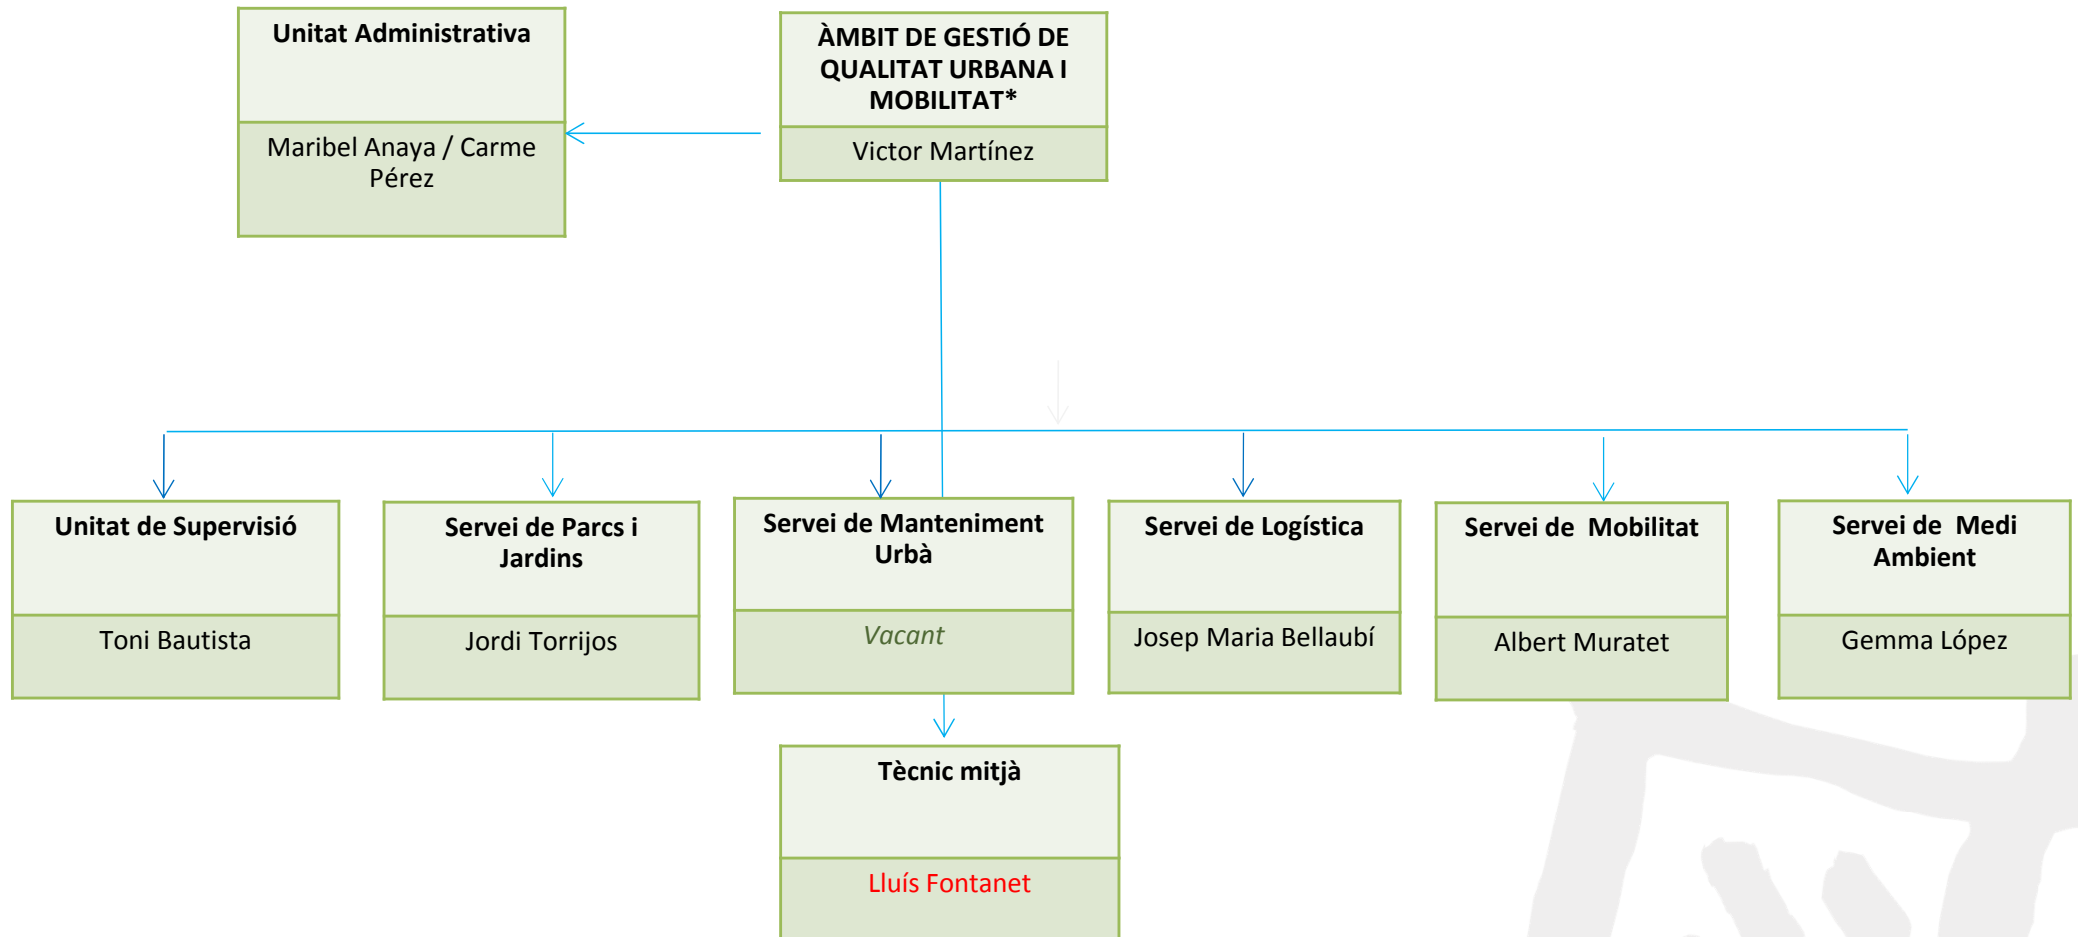 Unitat Administrativa
Maribel Anaya / Carme
Pérez
ÀMBIT DE GESTIÓ DE
QUALITAT URBANA I
MOBILITAT*
Victor Martínez
Unitat de Supervisió
Toni Bautista
Servei de Parcs i
Jardins
Jordi Torrijos
Servei de Manteniment
Urbà
Vacant
Servei de Logística
Josep Maria Bellaubí
Servei de  Mobilitat
Albert Muratet
Servei de  Medi
Ambient
Gemma López
Tècnic mitjà
Lluís Fontanet